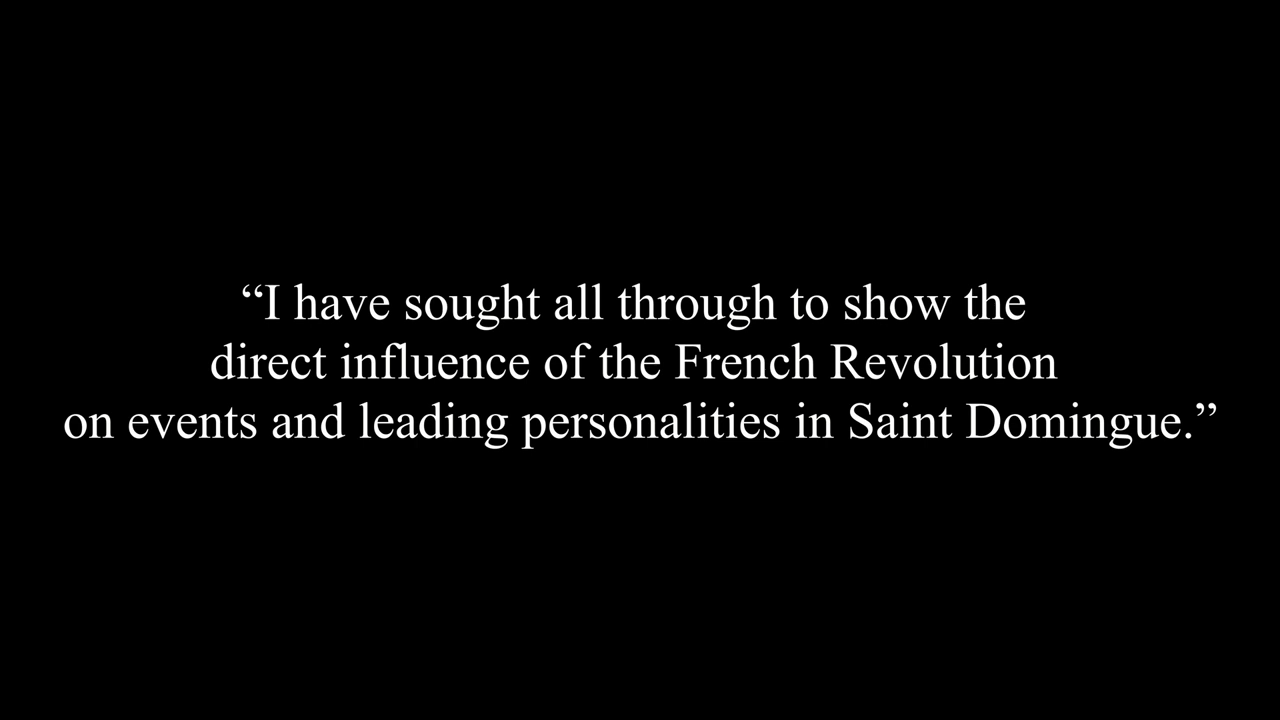 “I have sought all through to show the
direct influence of the French Revolution
on events and leading personalities in Saint Domingue.”